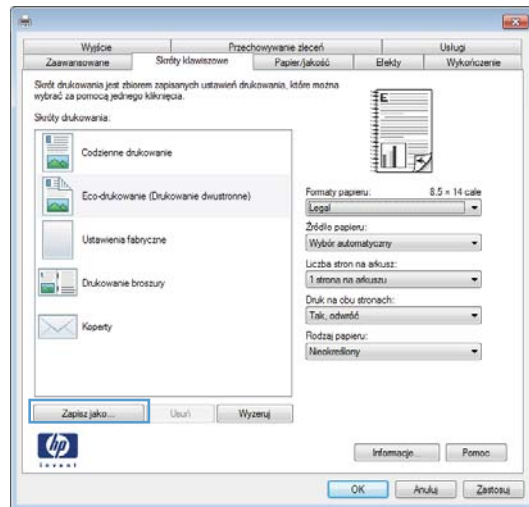 Wyjście Przechowywanie zleceń Usługi
Zaawansowane Skróty klawiszowe Papier/jakość Efekty Wykończenie
Skrót drukowania jest zbiorem zapisanych ustawień drukowania, które można
wybrać za pomocą jednego kliknięcia.
Skróty drukowania:
Codzienne drukowanie
Eco-drukowanie (Drukowanie dwustronne)
Ustawienia fabryczne
Drukowanie broszury
Koperty
E
Formaty papieru: 8.5 × 14 cale
Legal
Źródło papieru:
Wybór automatyczny
Liczba stron na arkusz:
1 strona na arkuszu
Druk na obu stronach:
Tak, odwróć
Rodzaj papieru:
Nieokreślony
Zapisz jako... Usuń Wyzeruj
hp
invent
Informacje... Pomoc
OK Anuluj Zastosuj